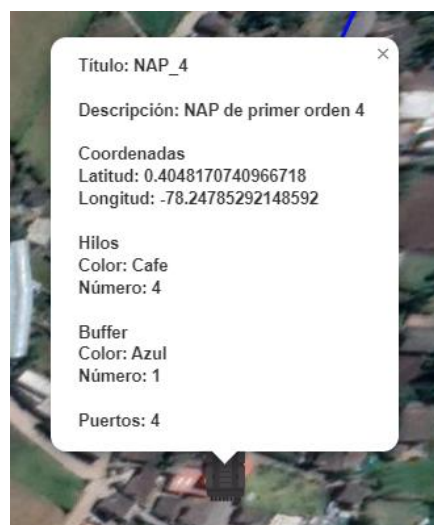 Título: NAP_4
Descripción: NAP de primer orden 4
Coordenadas
Latitud: 0.4048170740966718
Longitud: -78.24785292148592
Hilos
Color: Cafe
Número: 4
Buffer
Color: Azul
Número: 1
Puertos: 4